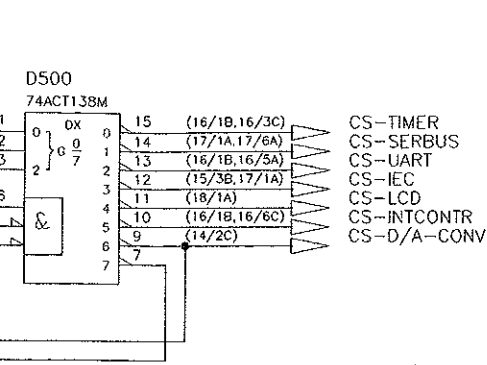 D500
74ACT138M
1 0 DX 0 15 (16/1B,16/3C) CS-TIMER
2 G 0/7 1 14 (17/1A,17/6A) CS-SERBUS
3 2 2 13 (16/1B,16/5A) CS-UART
3 12 (15/3B,17/1A) CS-IEC
6 & 4 11 (18/1A) CS-LCD
5 10 (16/1B,16/6C) CS-INTCONTR
6 9 (14/2C) CS-D/A-CONV
7 7